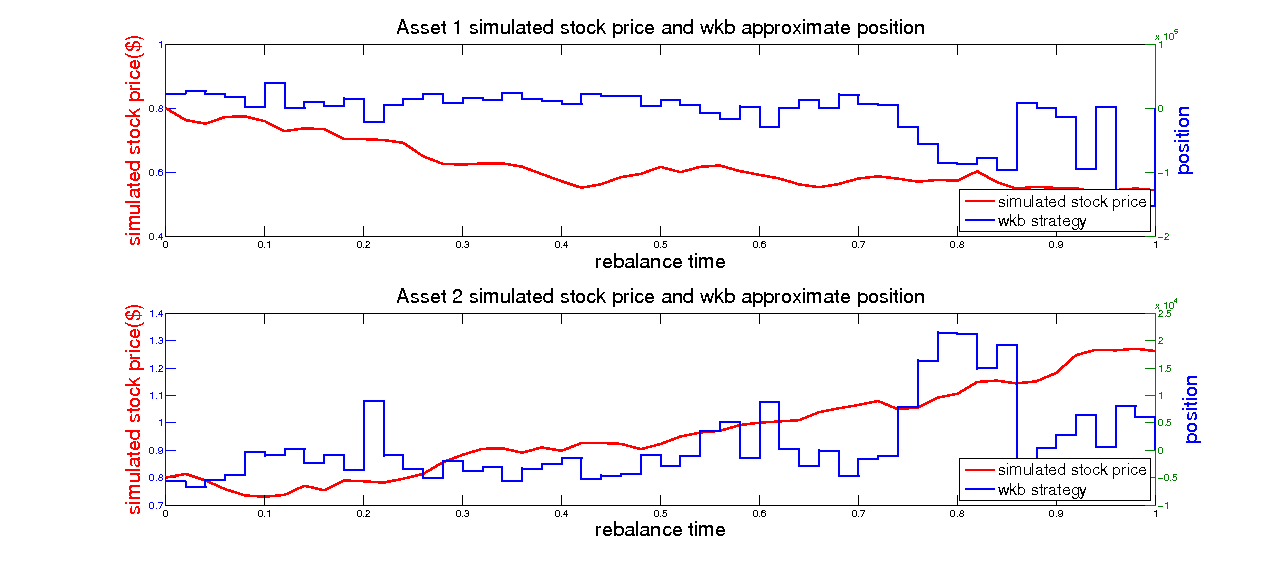 Asset 1 simulated stock price and wkb approximate position
x 10^5
simulated stock price($)
1
0.8
0.6
0.4
1
0
-1
-2
position
simulated stock price
wkb strategy
0 0.1 0.2 0.3 0.4 0.5 0.6 0.7 0.8 0.9 1
rebalance time
Asset 2 simulated stock price and wkb approximate position
x 10^4
simulated stock price($)
1.4
1.3
1.2
1.1
1
0.9
0.8
0.7
2.5
2
1.5
1
0.5
0
-0.5
-1
position
simulated stock price
wkb strategy
0 0.1 0.2 0.3 0.4 0.5 0.6 0.7 0.8 0.9 1
rebalance time